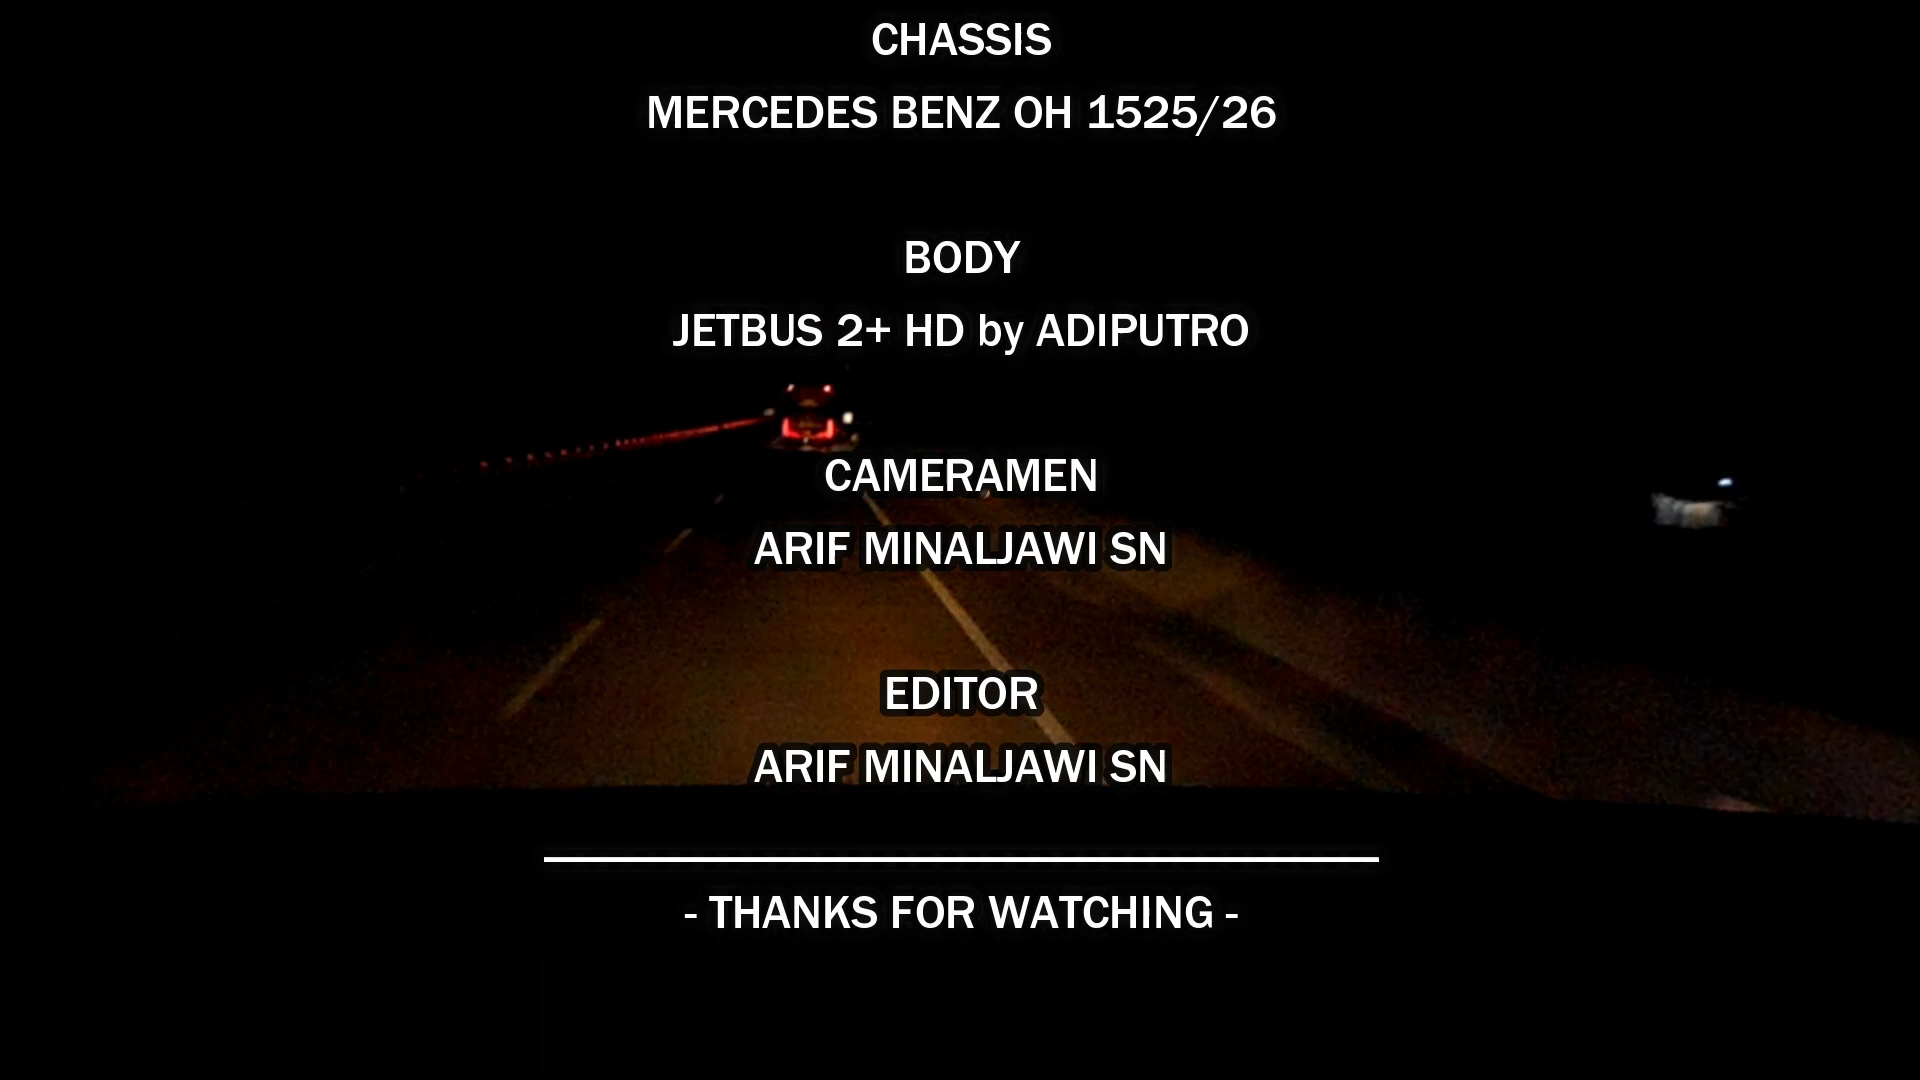 CHASSIS
MERCEDES BENZ OH 1525/26
BODY
JETBUS 2+ HD by ADIPUTRO
CAMERAMEN
ARIF MINALJAWI SN
EDITOR
ARIF MINALJAWI SN
- THANKS FOR WATCHING -